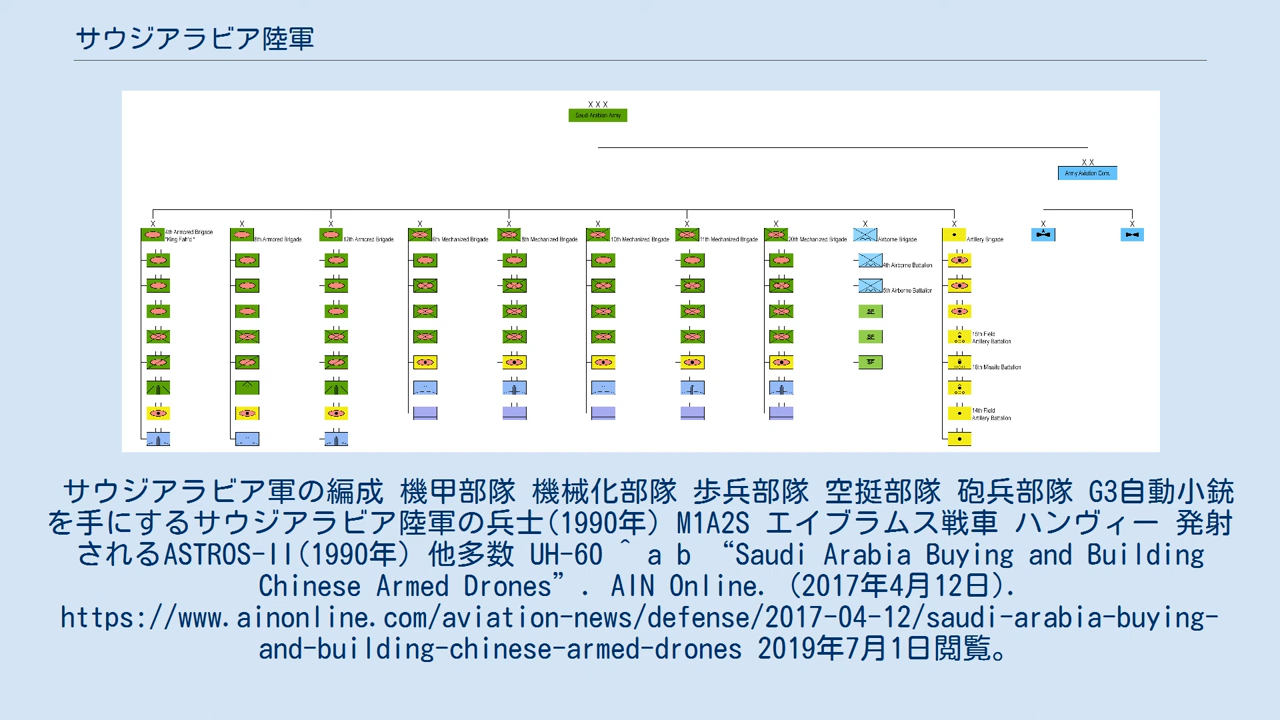 サウジアラビア陸軍
X X X
Saudi Arabian Army
X X
Army Aviation Com.
X X X X X X X X X X X X
4th Armored Brigade
"King Fahd"
8th Armored Brigade
12th Armored Brigade
6th Mechanized Brigade
8th Mechanized Brigade
10th Mechanized Brigade
11th Mechanized Brigade
20th Mechanized Brigade
Airborne Brigade
Artillery Brigade
4th Airborne Battalion
5th Airborne Battalion
SF
SF
SF
15th Field
Artillery Battalion
18th Missile Battalion
14th Field
Artillery Battalion
サウジアラビア軍の編成 機甲部隊 機械化部隊 歩兵部隊 空挺部隊 砲兵部隊 G3自動小銃
を手にするサウジアラビア陸軍の兵士(1990年) M1A2S エイブラムス戦車 ハンヴィー 発射
されるASTROS-II(1990年) 他多数 UH-60 ^ a b “Saudi Arabia Buying and Building
Chinese Armed Drones”. AIN Online. (2017年4月12日).
https://www.ainonline.com/aviation-news/defense/2017-04-12/saudi-arabia-buying-
and-building-chinese-armed-drones 2019年7月1日閲覧。